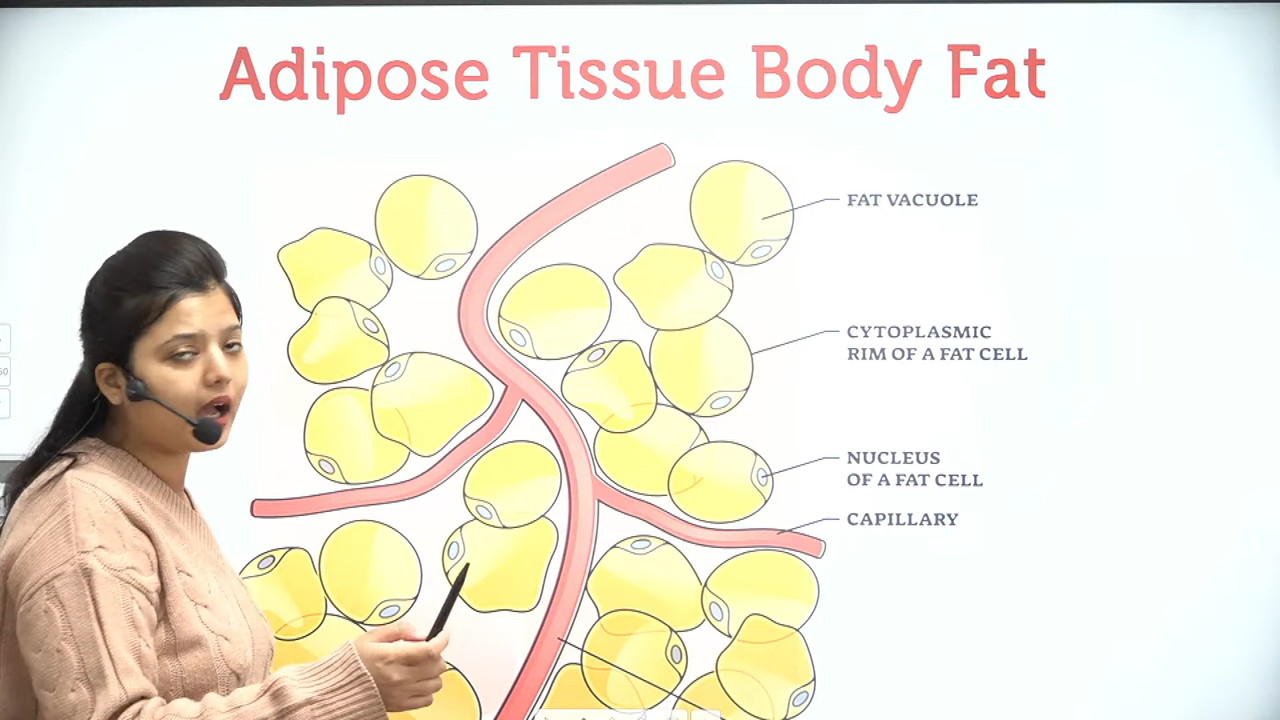 Adipose Tissue Body Fat
FAT VACUOLE
CYTOPLASMIC
RIM OF A FAT CELL
NUCLEUS
OF A FAT CELL
CAPILLARY